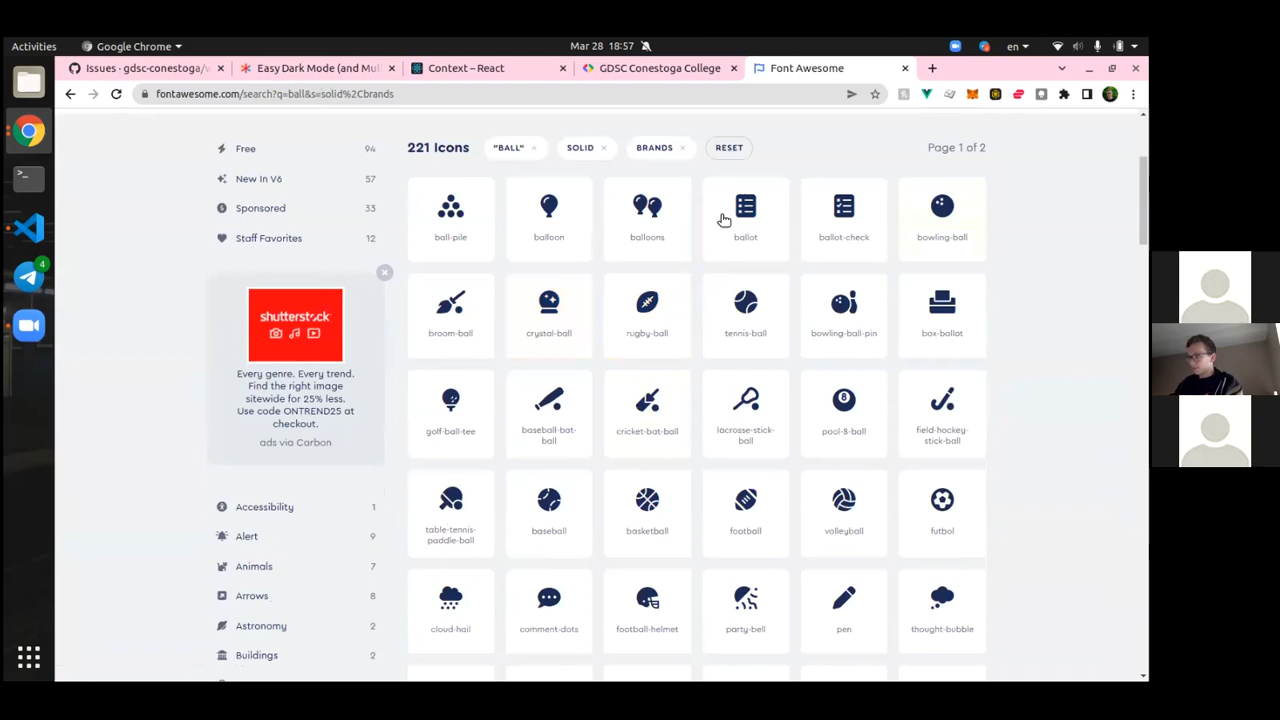 Activities
Google Chrome
Mar 28 18:57
en
Issues · gdsc-conestoga/
Easy Dark Mode (and Mul
Context – React
GDSC Conestoga College
Font Awesome
fontawesome.com/search?q=ball&s=solid%2Cbrands
Free 94
New In V6 57
Sponsored 33
Staff Favorites 12
shutterstock
Every genre. Every trend.
Find the right image
sitewide for 25% less.
Use code ONTREND25 at
checkout.
ads via Carbon
Accessibility 1
Alert 9
Animals 7
Arrows 8
Astronomy 2
Buildings 2
221 Icons
"BALL" ×
SOLID ×
BRANDS ×
RESET
Page 1 of 2
ball-pile
balloon
balloons
ballot
ballot-check
bowling-ball
broom-ball
crystal-ball
rugby-ball
tennis-ball
bowling-ball-pin
box-ballot
golf-ball-tee
baseball-bat-
ball
cricket-bat-ball
lacrosse-stick-
ball
8
pool-8-ball
field-hockey-
stick-ball
table-tennis-
paddle-ball
baseball
basketball
football
volleyball
futbol
cloud-hail
comment-dots
football-helmet
party-bell
pen
thought-bubble
4